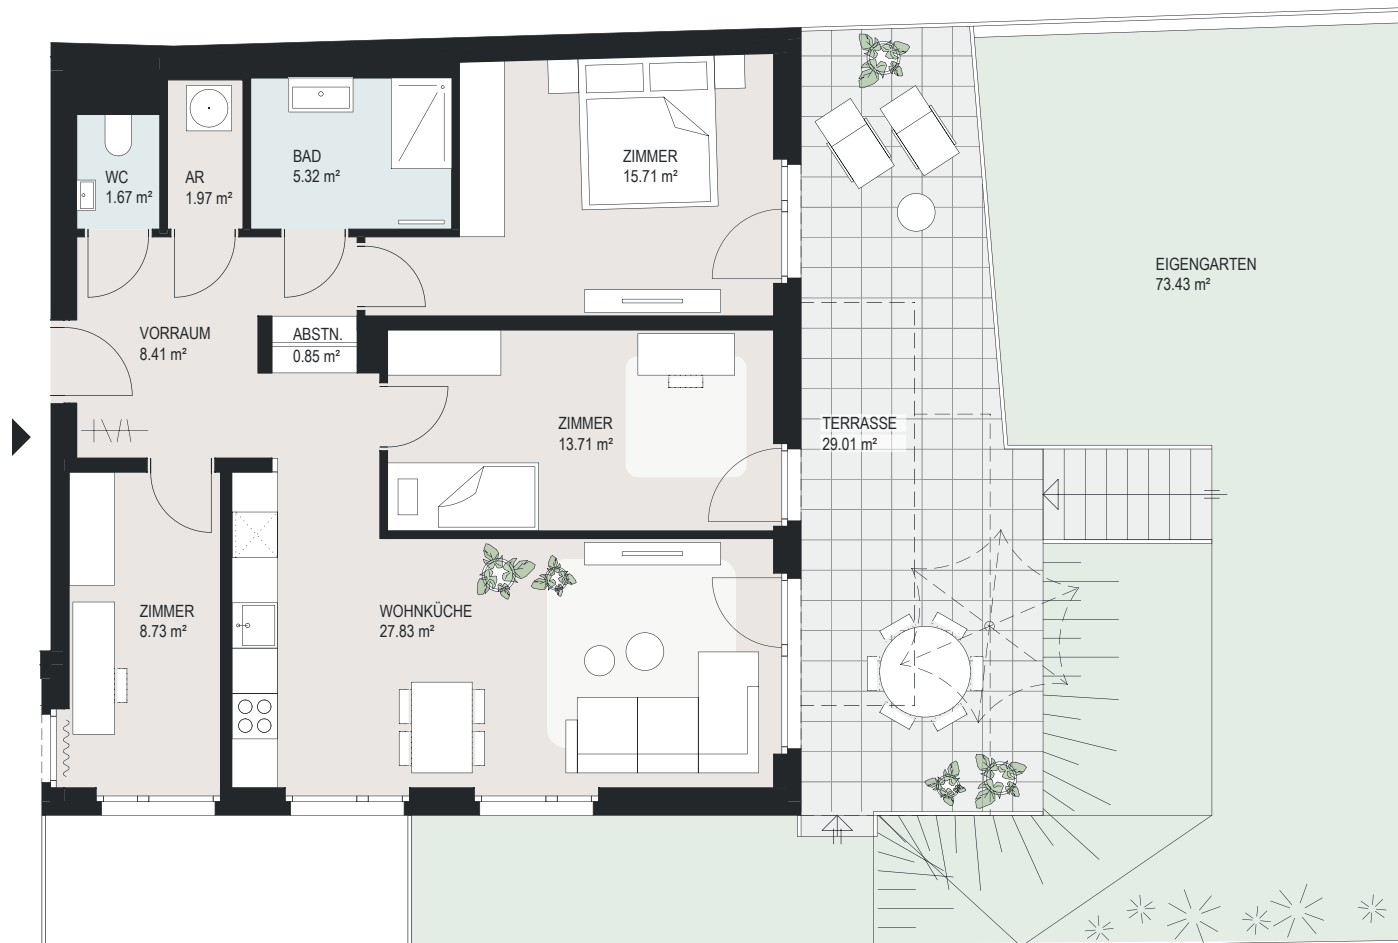 WC
1.67 m²
AR
1.97 m²
BAD
5.32 m²
ZIMMER
15.71 m²
EIGENGARTEN
73.43 m²
VORRAUM
8.41 m²
ABSTN.
0.85 m²
ZIMMER
13.71 m²
TERRASSE
29.01 m²
ZIMMER
8.73 m²
WOHNKÜCHE
27.83 m²